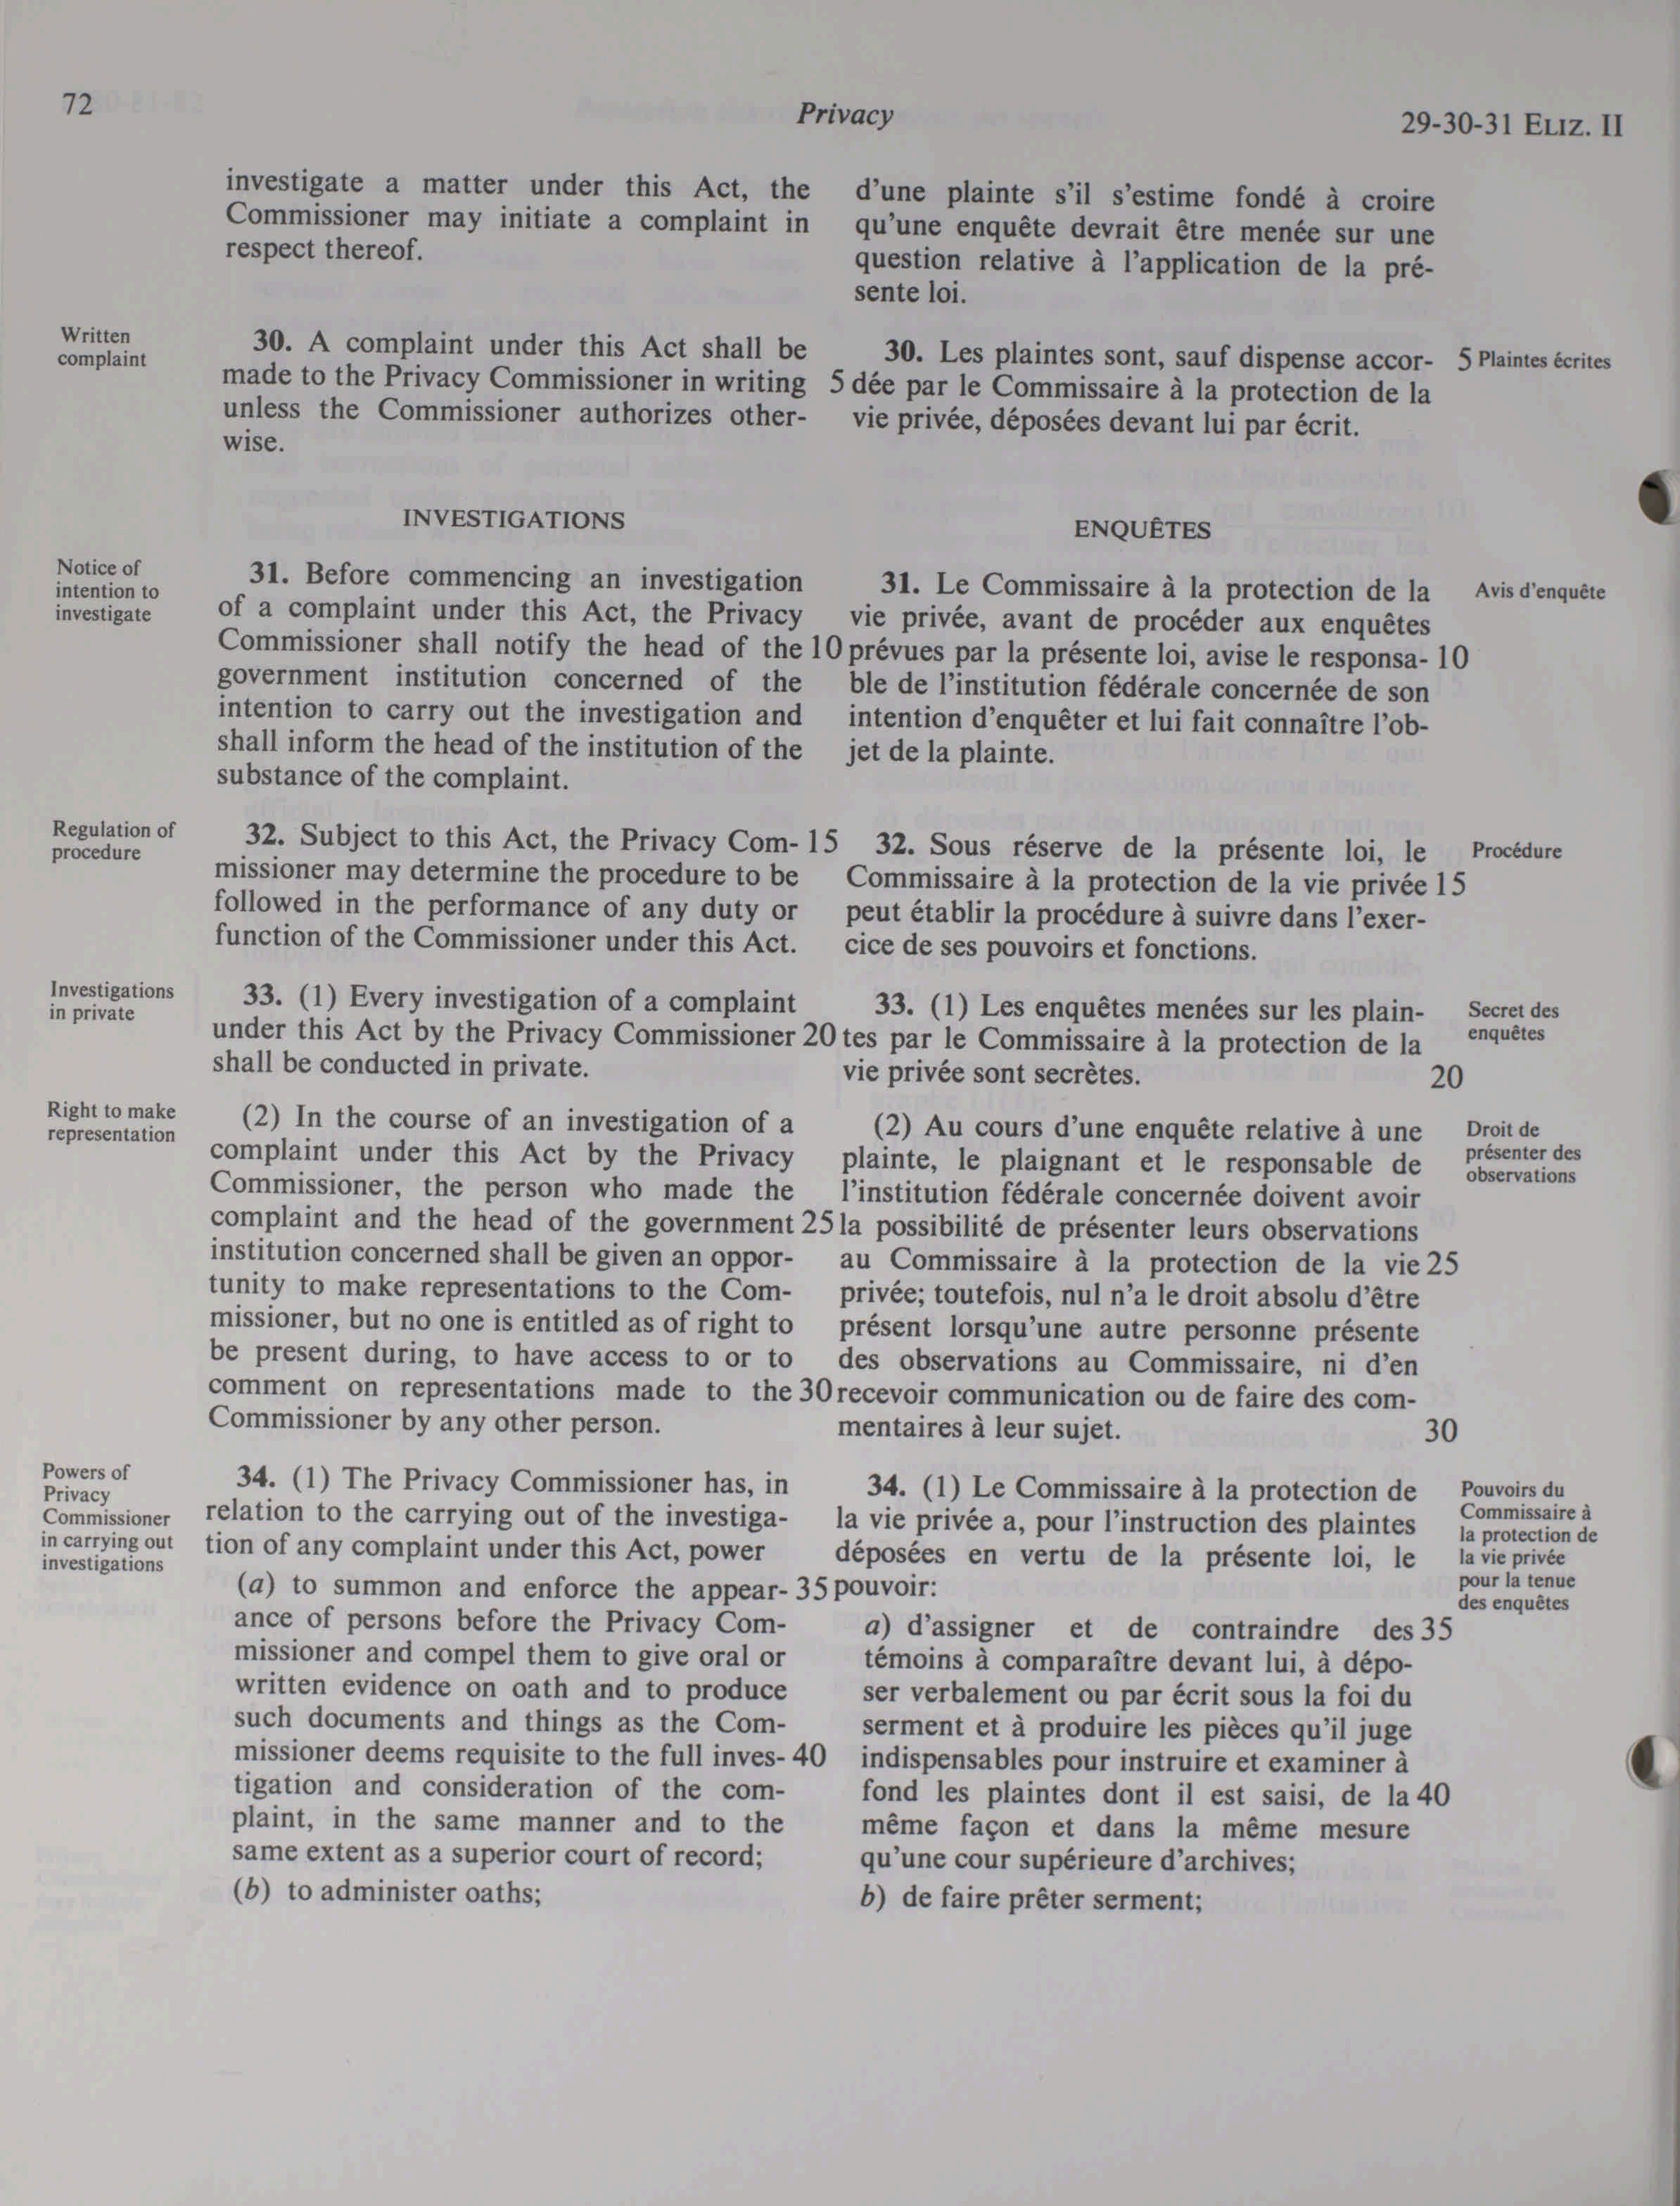 72
Privacy
29-30-31 ELIZ. II
investigate a matter under this Act, the
Commissioner may initiate a complaint in
respect thereof.
Written
complaint
30. A complaint under this Act shall be
made to the Privacy Commissioner in writing 5
unless the Commissioner authorizes other-
wise.
INVESTIGATIONS
Notice of
intention to
investigate
31. Before commencing an investigation
of a complaint under this Act, the Privacy
Commissioner shall notify the head of the 10
government institution concerned of the
intention to carry out the investigation and
shall inform the head of the institution of the
substance of the complaint.
Regulation of
procedure
32. Subject to this Act, the Privacy Com- 15
missioner may determine the procedure to be
followed in the performance of any duty or
function of the Commissioner under this Act.
Investigations
in private
33. (1) Every investigation of a complaint
under this Act by the Privacy Commissioner 20
shall be conducted in private.
Right to make
representation
(2) In the course of an investigation of a
complaint under this Act by the Privacy
Commissioner, the person who made the
complaint and the head of the government 25
institution concerned shall be given an oppor-
tunity to make representations to the Com-
missioner, but no one is entitled as of right to
be present during, to have access to or to
comment on representations made to the 30
Commissioner by any other person.
Powers of
Privacy
Commissioner
in carrying out
investigations
34. (1) The Privacy Commissioner has, in
relation to the carrying out of the investiga-
tion of any complaint under this Act, power
(a) to summon and enforce the appear- 35
ance of persons before the Privacy Com-
missioner and compel them to give oral or
written evidence on oath and to produce
such documents and things as the Com-
missioner deems requisite to the full inves- 40
tigation and consideration of the com-
plaint, in the same manner and to the
same extent as a superior court of record;
(b) to administer oaths;
d'une plainte s'il s'estime fondé à croire
qu'une enquête devrait être menée sur une
question relative à l'application de la pré-
sente loi.
30. Les plaintes sont, sauf dispense accor- 5
dée par le Commissaire à la protection de la
vie privée, déposées devant lui par écrit.
Plaintes écrites
ENQUÊTES
31. Le Commissaire à la protection de la
vie privée, avant de procéder aux enquêtes
prévues par la présente loi, avise le responsa- 10
ble de l'institution fédérale concernée de son
intention d'enquêter et lui fait connaître l'ob-
jet de la plainte.
Avis d'enquête
32. Sous réserve de la présente loi, le
Commissaire à la protection de la vie privée 15
peut établir la procédure à suivre dans l'exer-
cice de ses pouvoirs et fonctions.
Procédure
33. (1) Les enquêtes menées sur les plain-
tes par le Commissaire à la protection de la
vie privée sont secrètes. 20
Secret des
enquêtes
(2) Au cours d'une enquête relative à une
plainte, le plaignant et le responsable de
l'institution fédérale concernée doivent avoir
la possibilité de présenter leurs observations
au Commissaire à la protection de la vie 25
privée; toutefois, nul n'a le droit absolu d'être
présent lorsqu'une autre personne présente
des observations au Commissaire, ni d'en
recevoir communication ou de faire des com-
mentaires à leur sujet. 30
Droit de
présenter des
observations
34. (1) Le Commissaire à la protection de
la vie privée a, pour l'instruction des plaintes
déposées en vertu de la présente loi, le
pouvoir:
a) d'assigner et de contraindre des 35
témoins à comparaître devant lui, à dépo-
ser verbalement ou par écrit sous la foi du
serment et à produire les pièces qu'il juge
indispensables pour instruire et examiner à
fond les plaintes dont il est saisi, de la 40
même façon et dans la même mesure
qu'une cour supérieure d'archives;
b) de faire prêter serment;
Pouvoirs du
Commissaire à
la protection de
la vie privée
pour la tenue
des enquêtes